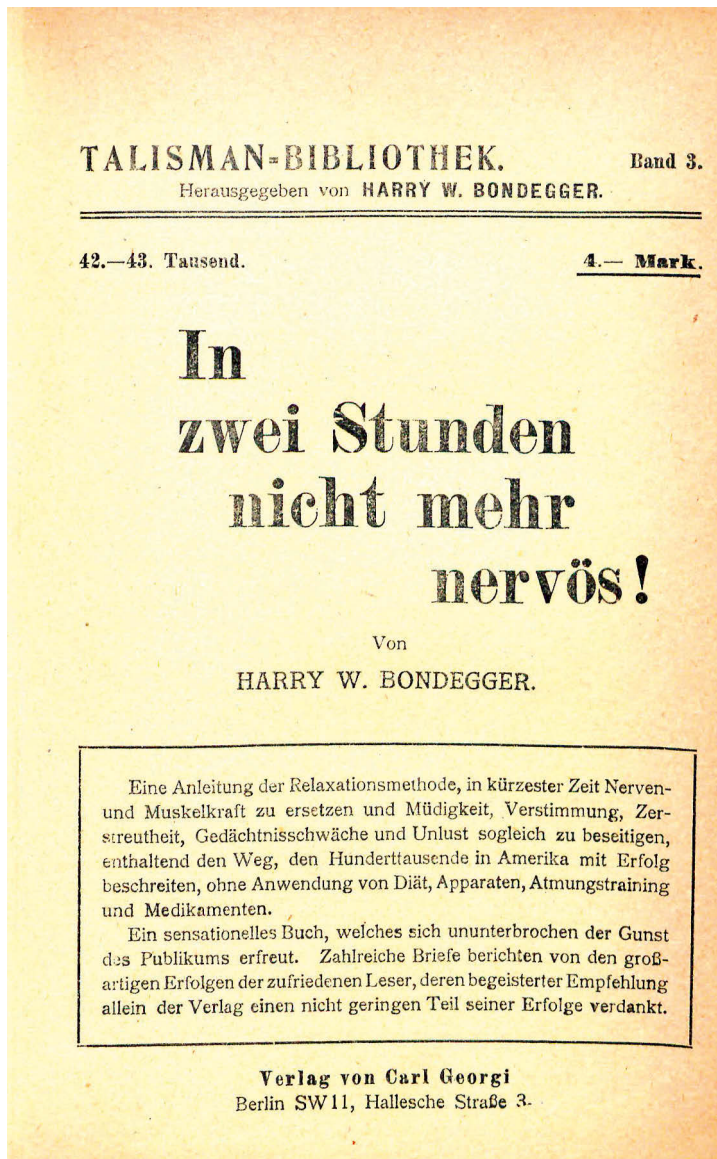 TALISMAN-BIBLIOTHEK. Band 3.
Herausgegeben von HARRY W. BONDEGGER.
42.—43. Tausend. 4.— Mark.
In
zwei Stunden
nicht mehr
nervös!
Von
HARRY W. BONDEGGER.
Eine Anleitung der Relaxationsmethode, in kürzester Zeit Nerven-
und Muskelkraft zu ersetzen und Müdigkeit, Verstimmung, Zer-
streutheit, Gedächtnisschwäche und Unlust sogleich zu beseitigen,
enthaltend den Weg, den Hunderttausende in Amerika mit Erfolg
beschreiten, ohne Anwendung von Diät, Apparaten, Atmungstraining
und Medikamenten.
Ein sensationelles Buch, welches sich ununterbrochen der Gunst
des Publikums erfreut. Zahlreiche Briefe berichten von den groß-
artigen Erfolgen der zufriedenen Leser, deren begeisterter Empfehlung
allein der Verlag einen nicht geringen Teil seiner Erfolge verdankt.
Verlag von Carl Georgi
Berlin SW11, Hallesche Straße 3.